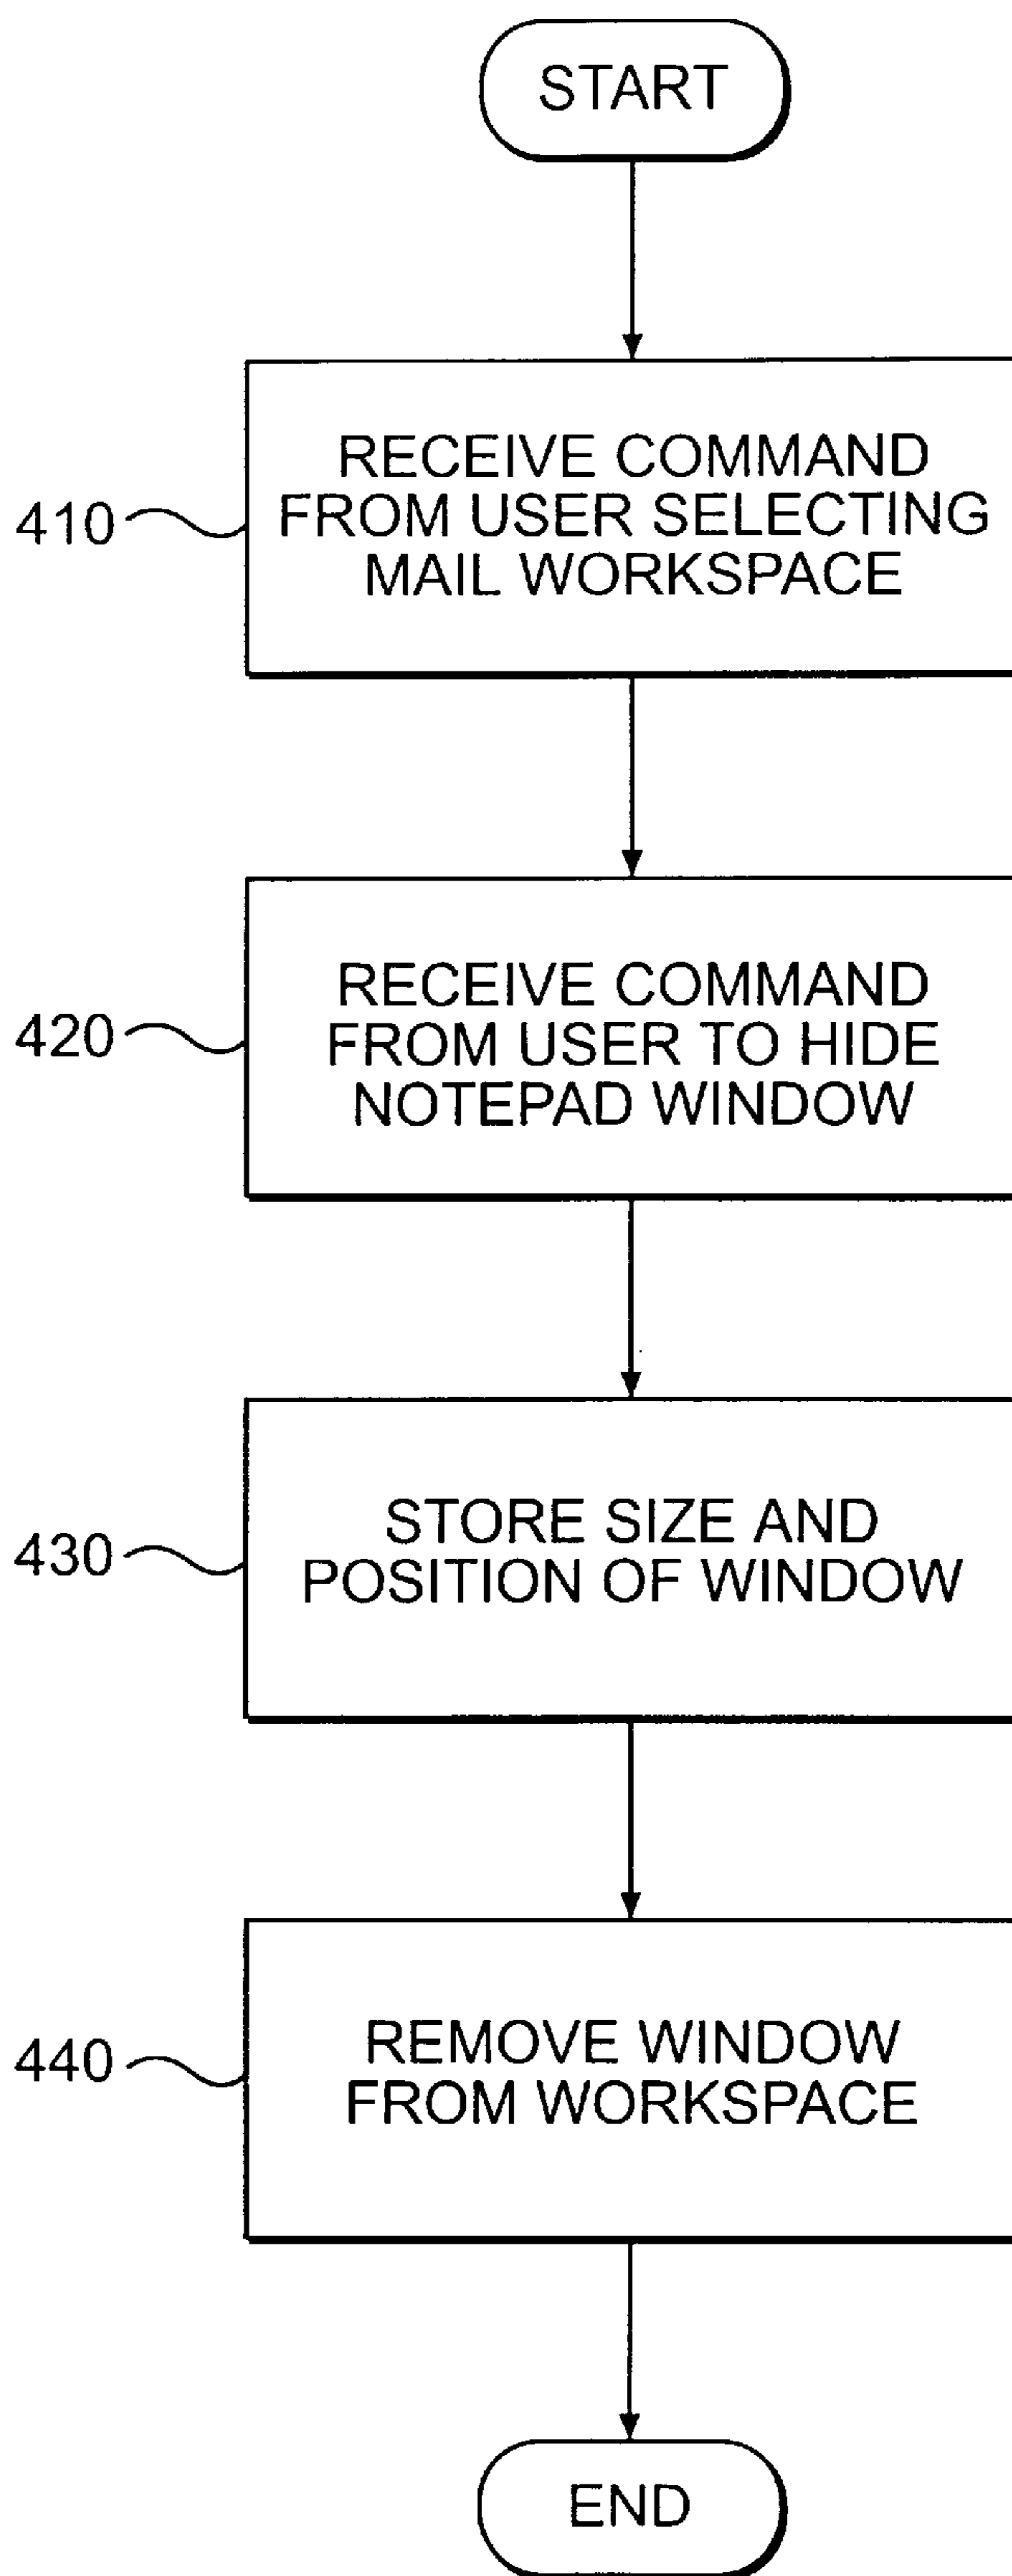 START
410
RECEIVE COMMAND
FROM USER SELECTING
MAIL WORKSPACE
420
RECEIVE COMMAND
FROM USER TO HIDE
NOTEPAD WINDOW
430
STORE SIZE AND
POSITION OF WINDOW
440
REMOVE WINDOW
FROM WORKSPACE
END